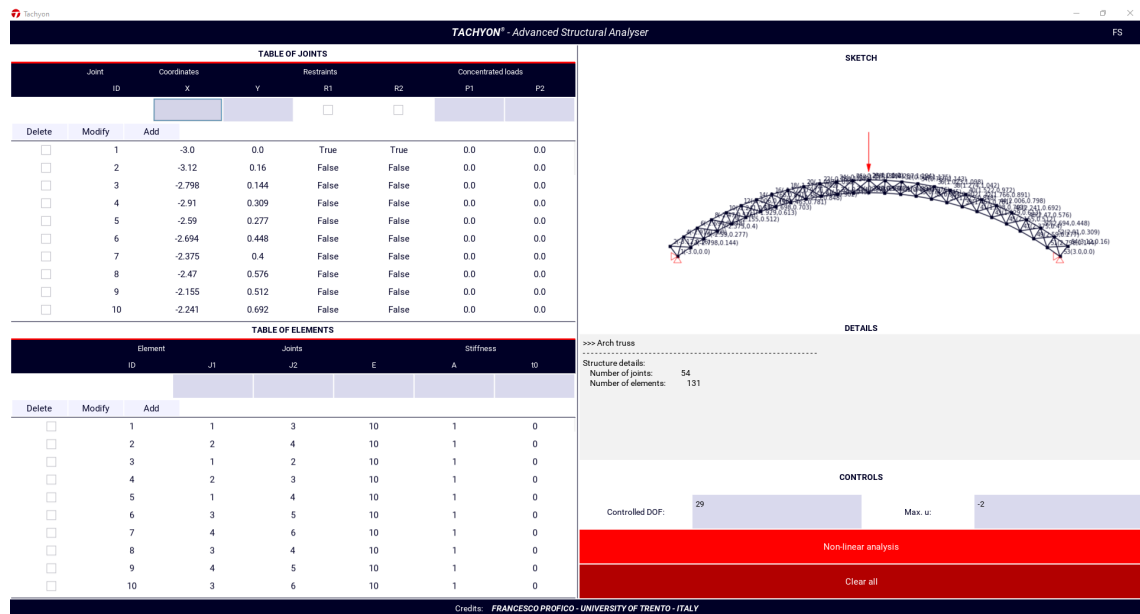 Tachyon
TACHYON® - Advanced Structural Analyser
FS
TABLE OF JOINTS
Joint Coordinates Restraints Concentrated loads
ID X Y R1 R2 P1 P2
Delete Modify Add
1 -3.0 0.0 True True 0.0 0.0
2 -3.12 0.16 False False 0.0 0.0
3 -2.798 0.144 False False 0.0 0.0
4 -2.91 0.309 False False 0.0 0.0
5 -2.59 0.277 False False 0.0 0.0
6 -2.694 0.448 False False 0.0 0.0
7 -2.375 0.4 False False 0.0 0.0
8 -2.47 0.576 False False 0.0 0.0
9 -2.155 0.512 False False 0.0 0.0
10 -2.241 0.692 False False 0.0 0.0
TABLE OF ELEMENTS
Element Joints Stiffness
ID J1 J2 E A t0
Delete Modify Add
1 1 3 10 1 0
2 2 4 10 1 0
3 1 2 10 1 0
4 2 3 10 1 0
5 1 4 10 1 0
6 3 5 10 1 0
7 4 6 10 1 0
8 3 4 10 1 0
9 4 5 10 1 0
10 3 6 10 1 0
SKETCH
1(-3.0,0.0)
53(3.0,0.0)
DETAILS
>>> Arch truss
Structure details:
Number of joints: 54
Number of elements: 131
CONTROLS
Controlled DOF: 29 Max. u: -2
Non-linear analysis
Clear all
Credits: FRANCESCO PROFICO - UNIVERSITY OF TRENTO - ITALY